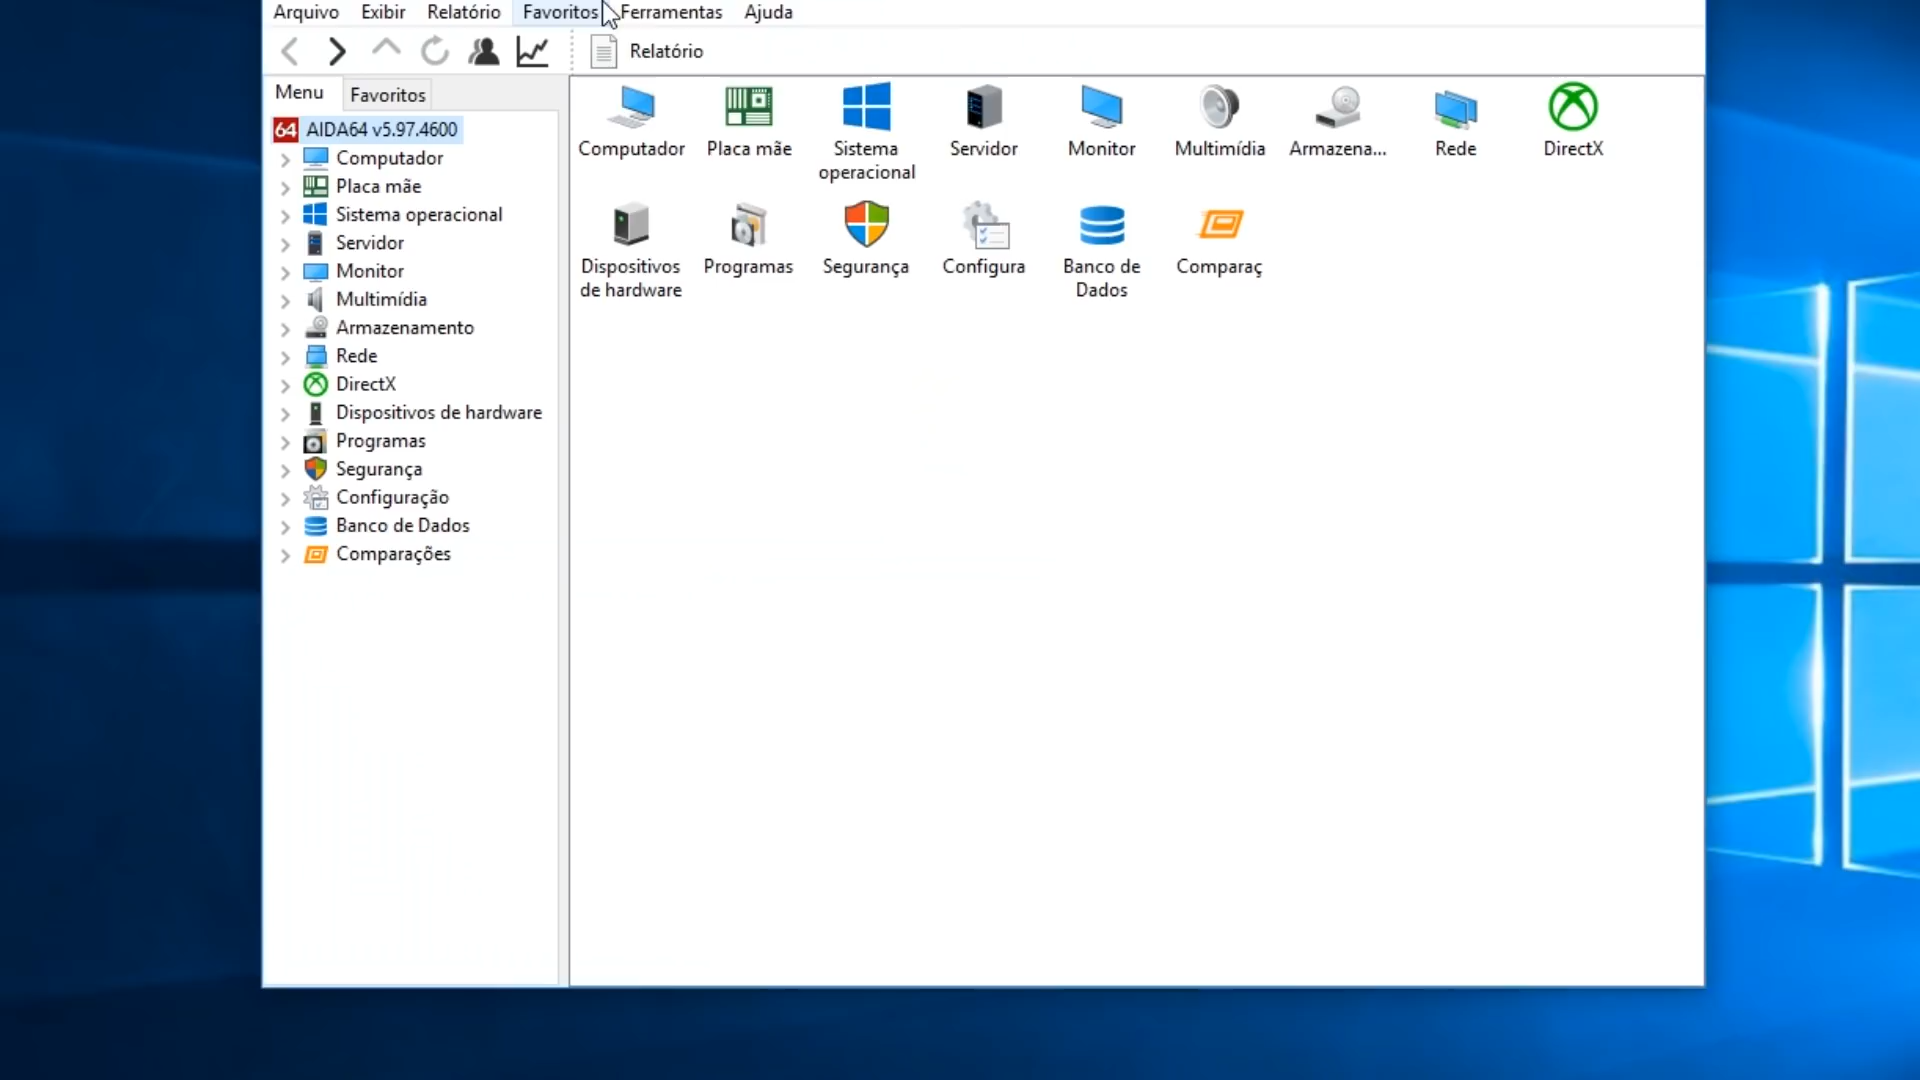 Arquivo Exibir Relatório Favoritos Ferramentas Ajuda
Relatório
Menu Favoritos
64 AIDA64 v5.97.4600
Computador
Placa mãe
Sistema operacional
Servidor
Monitor
Multimídia
Armazenamento
Rede
DirectX
Dispositivos de hardware
Programas
Segurança
Configuração
Banco de Dados
Comparações
Computador Placa mãe Sistema operacional Servidor Monitor Multimídia Armazena... Rede DirectX
Dispositivos de hardware Programas Segurança Configura Banco de Dados Comparaç